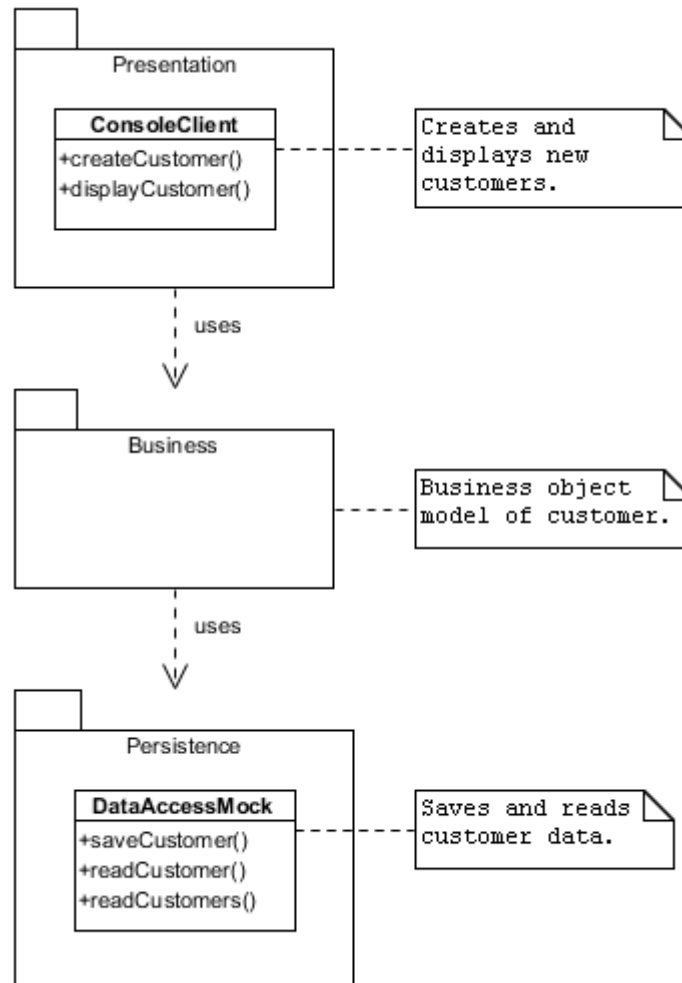 Presentation
ConsoleClient
+createCustomer()
+displayCustomer()
Creates and
displays new
customers.
uses
Business
Business object
model of customer.
uses
Persistence
DataAccessMock
+saveCustomer()
+readCustomer()
+readCustomers()
Saves and reads
customer data.